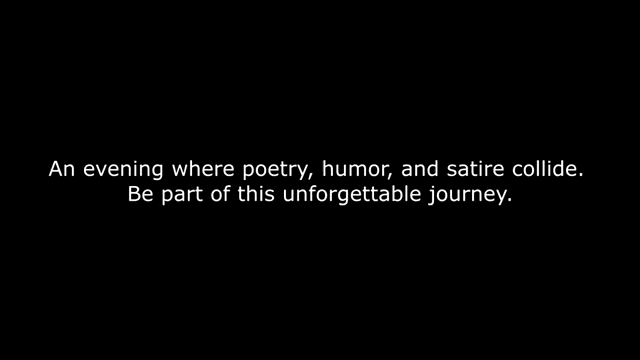 An evening where poetry, humor, and satire collide.
Be part of this unforgettable journey.